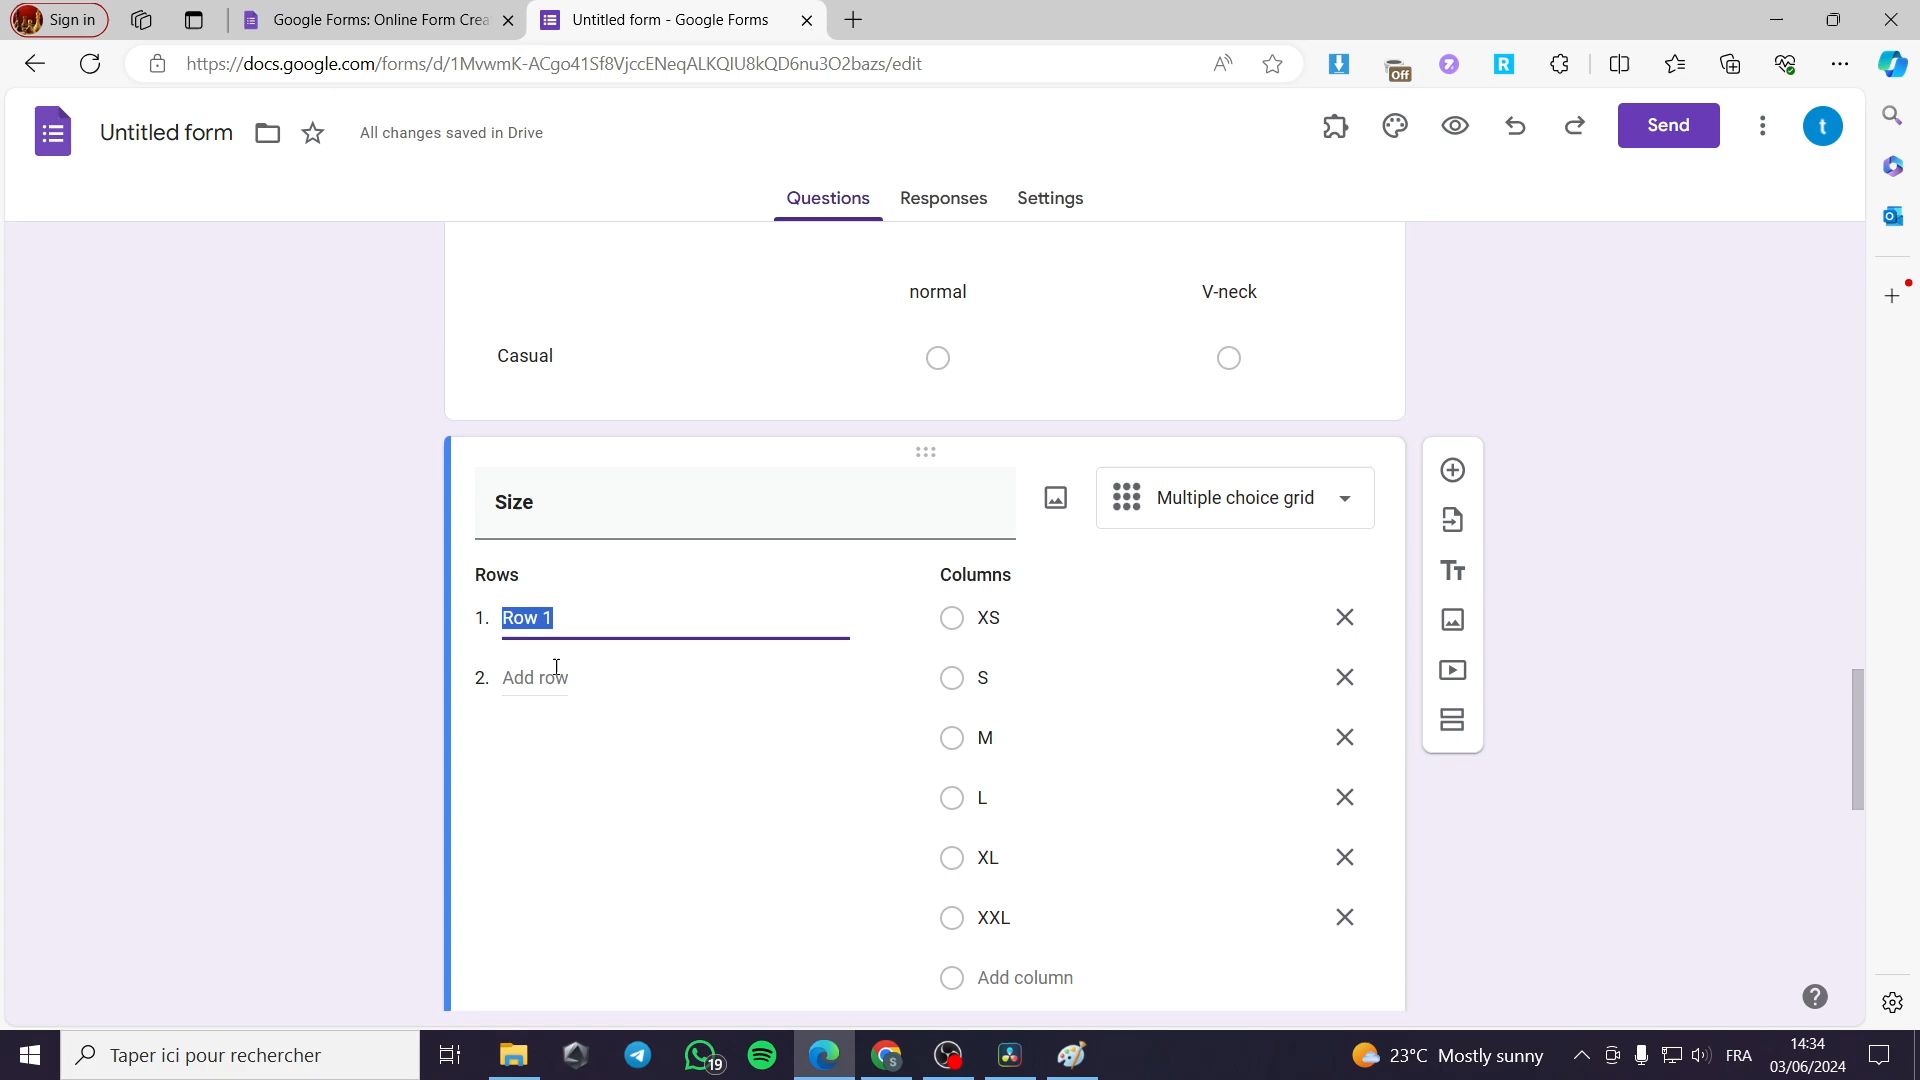 Sign in
Google Forms: Online Form Crea
Untitled form - Google Forms
https://docs.google.com/forms/d/1MvwmK-ACgo41Sf8VjccENeqALKQIU8kQD6nu3O2bazs/edit
Off
Untitled form
All changes saved in Drive
Send
t
Questions
Responses
Settings
normal
V-neck
Casual
Size
Multiple choice grid
Rows
Columns
1. Row 1
XS
2. Add row
S
M
L
XL
XXL
Add column
Taper ici pour rechercher
19
23°C Mostly sunny
FRA
14:34
03/06/2024